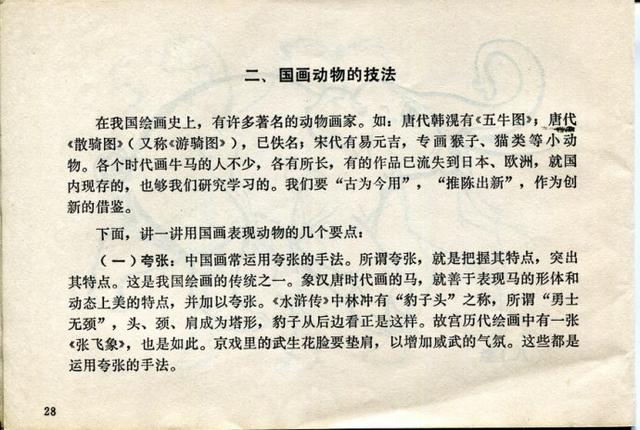 二、国画动物的技法
在我国绘画史上，有许多著名的动物画家。如：唐代韩滉有《五牛图》；唐代
《散骑图》（又称《游骑图》），已佚名；宋代有易元吉，专画猴子、猫类等小动
物。各个时代画牛马的人不少，各有所长，有的作品已流失到日本、欧洲，就国
内现存的，也够我们研究学习的。我们要“古为今用”，“推陈出新”，作为创
新的借鉴。
下面，讲一讲用国画表现动物的几个要点：
（一）夸张：中国画常运用夸张的手法。所谓夸张，就是把握其特点，突出
其特点。这是我国绘画的传统之一。象汉唐时代画的马，就善于表现马的形体和
动态上美的特点，并加以夸张。《水浒传》中林冲有“豹子头”之称，所谓“勇士
无颈”，头、颈、肩成为塔形，豹子从后边看正是这样。故宫历代绘画中有一张
《张飞象》，也是如此。京戏里的武生花脸要垫肩，以增加威武的气氛。这些都是
运用夸张的手法。
28